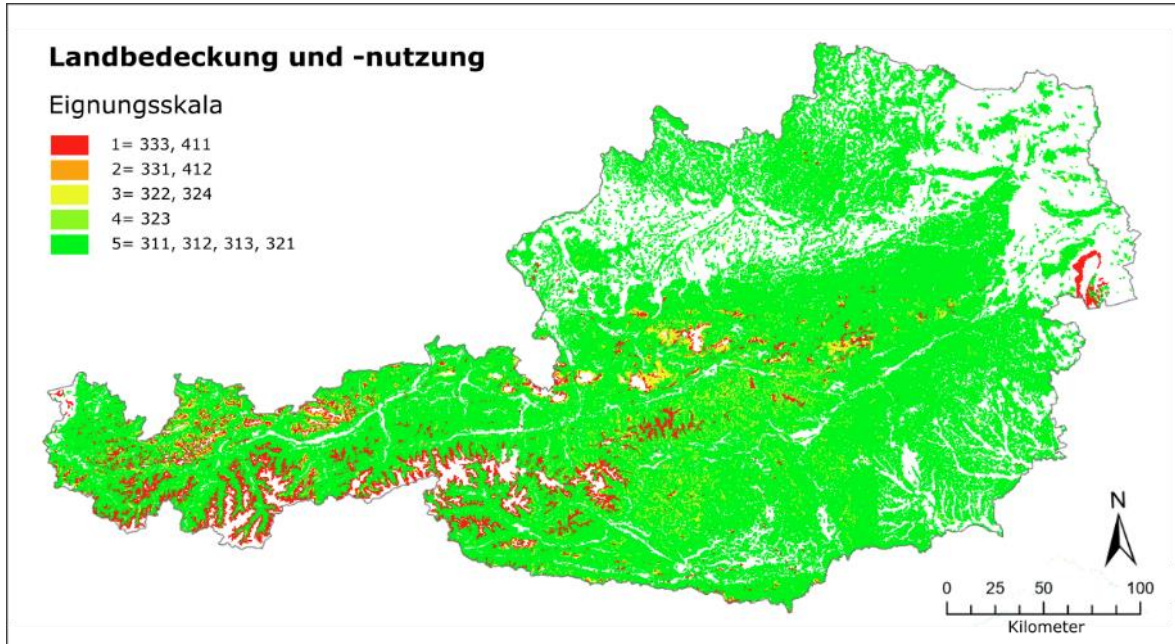 Landbedeckung und -nutzung
Eignungsskala
1= 333, 411
2= 331, 412
3= 322, 324
4= 323
5= 311, 312, 313, 321
N
0 25 50 100
Kilometer